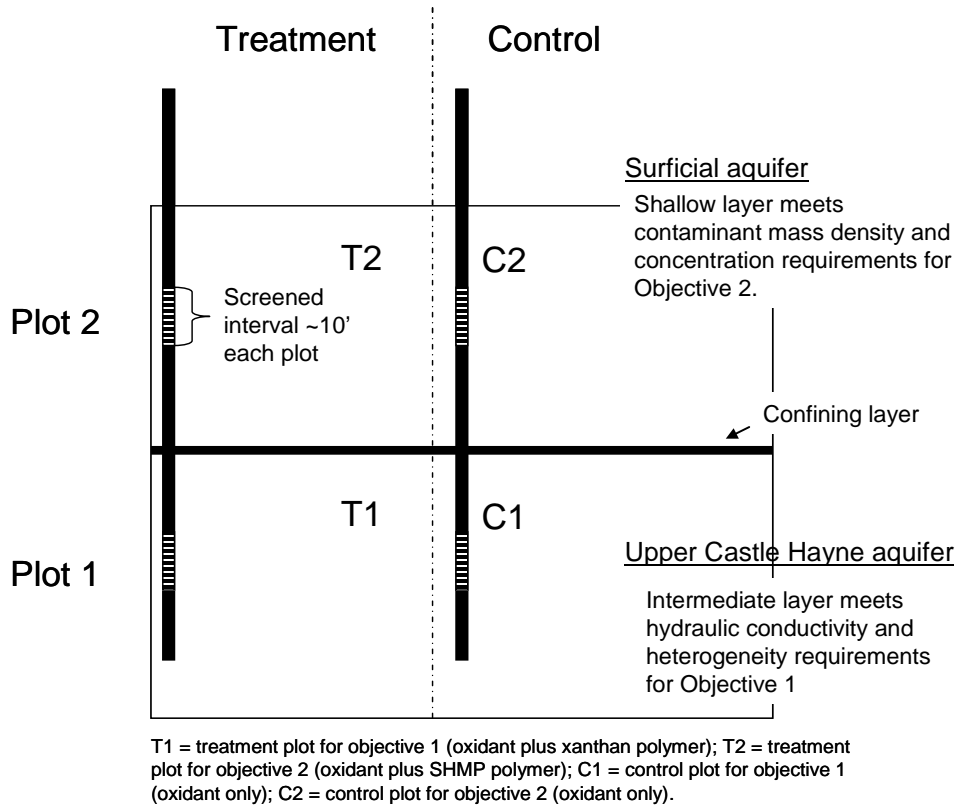 Treatment
Control
Surficial aquifer
Shallow layer meets
contaminant mass density and
concentration requirements for
Objective 2.
T2
C2
Plot 2
Screened
interval ~10’
each plot
Confining layer
T1
C1
Plot 1
Upper Castle Hayne aquifer
Intermediate layer meets
hydraulic conductivity and
heterogeneity requirements
for Objective 1
T1 = treatment plot for objective 1 (oxidant plus xanthan polymer); T2 = treatment
plot for objective 2 (oxidant plus SHMP polymer); C1 = control plot for objective 1
(oxidant only); C2 = control plot for objective 2 (oxidant only).